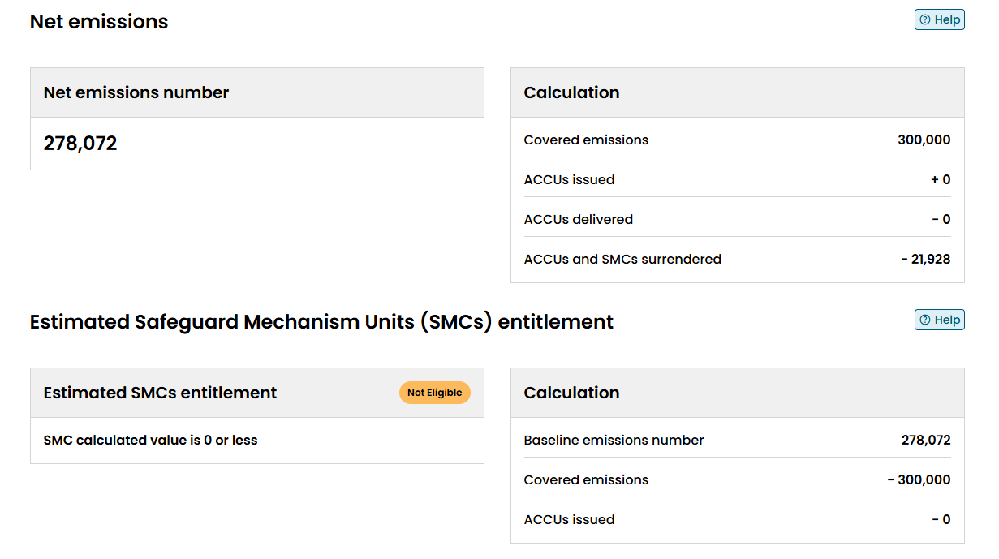 Net emissions
Help
Net emissions number
278,072
Calculation
Covered emissions 300,000
ACCUs issued + 0
ACCUs delivered - 0
ACCUs and SMCs surrendered - 21,928
Estimated Safeguard Mechanism Units (SMCs) entitlement
Help
Estimated SMCs entitlement Not Eligible
SMC calculated value is 0 or less
Calculation
Baseline emissions number 278,072
Covered emissions - 300,000
ACCUs issued - 0